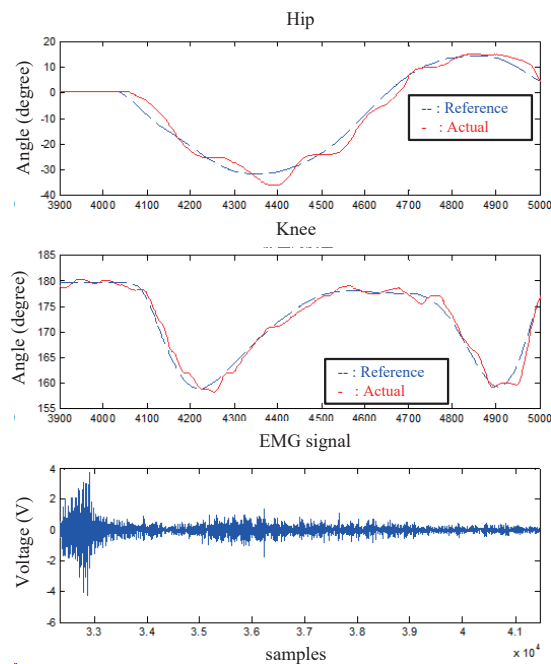 Hip
Angle (degree)
20
10
0
-10
-20
-30
-40
3900 4000 4100 4200 4300 4400 4500 4600 4700 4800 4900 5000
-- : Reference
- : Actual
Knee
Angle (degree)
185
180
175
170
165
160
155
3900 4000 4100 4200 4300 4400 4500 4600 4700 4800 4900 5000
-- : Reference
- : Actual
EMG signal
Voltage (V)
4
2
0
-2
-4
-6
3.3 3.4 3.5 3.6 3.7 3.8 3.9 4 4.1
samples
× 10⁴